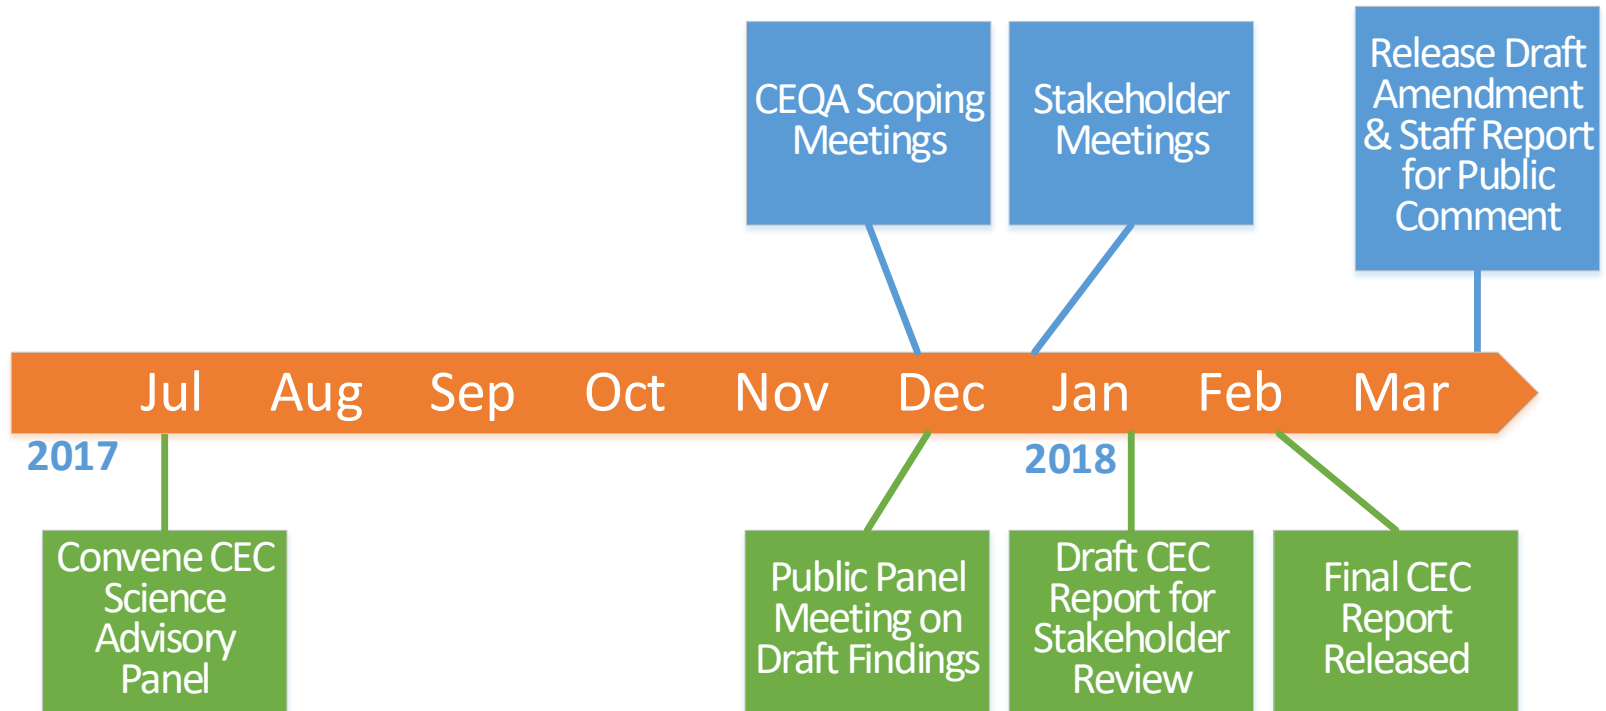 CEQA Scoping
Meetings
Stakeholder
Meetings
Release Draft
Amendment
& Staff Report
for Public
Comment
Jul Aug Sep Oct Nov Dec Jan Feb Mar
2017
2018
Convene CEC
Science
Advisory
Panel
Public Panel
Meeting on
Draft Findings
Draft CEC
Report for
Stakeholder
Review
Final CEC
Report
Released